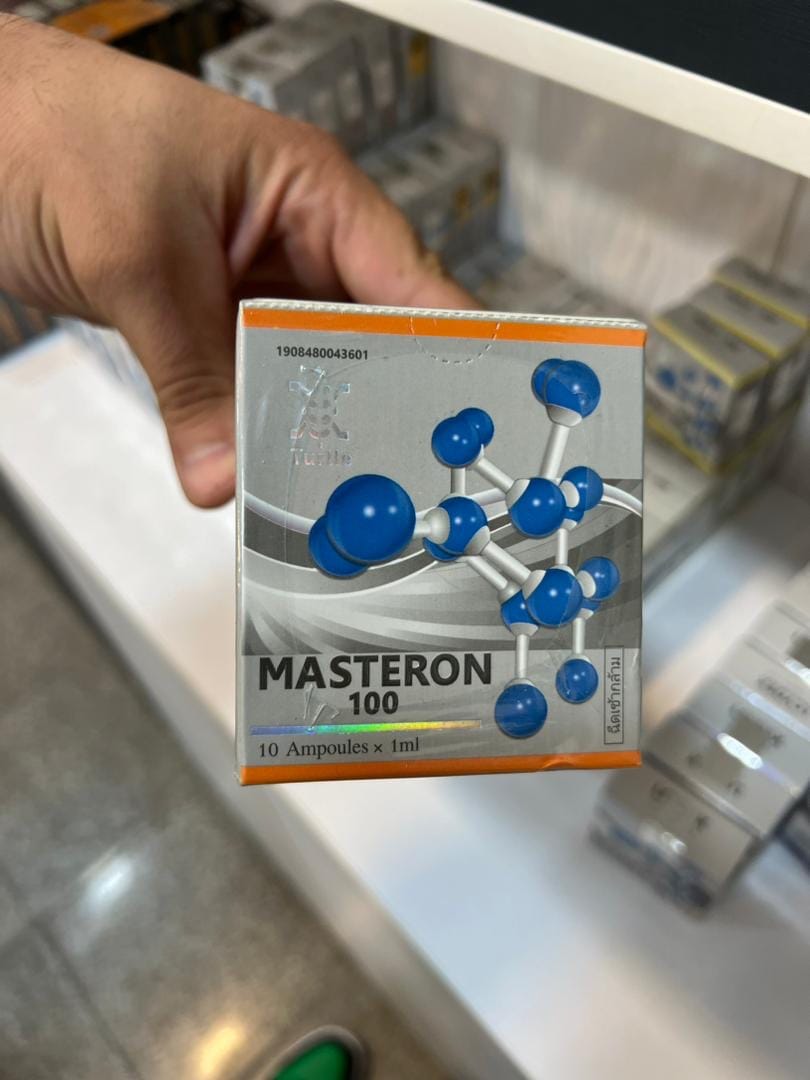 1908480043601
Turtle
MASTERON
100
10 Ampoules × 1ml
ฉีดเข้ากล้าม